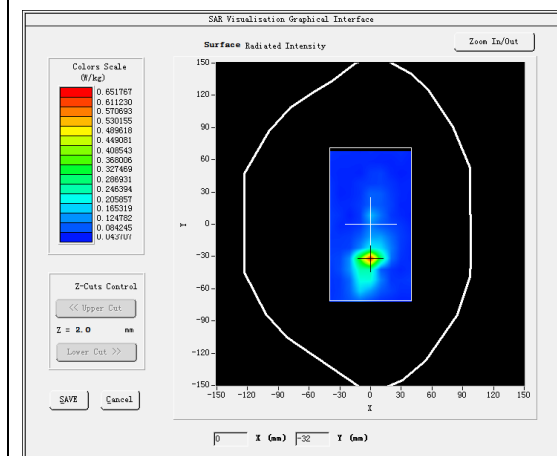 SAR Visualisation Graphical Interface
Surface Radiated Intensity
Zoom In/Out
Colors Scale
(W/kg)
0.651767
0.611230
0.570693
0.530155
0.489618
0.449081
0.408543
0.368006
0.327469
0.286931
0.246394
0.205857
0.165319
0.124782
0.084245
0.043707
Z-Cuts Control
<< Upper Cut
Z = 2.0 mm
Lower Cut >>
SAVE Cancel
150
120
90
60
30
0
-30
-60
-90
-120
-150
Y
-150 -120 -90 -60 -30 0 30 60 90 120 150
X
0 X (mm) -32 Y (mm)